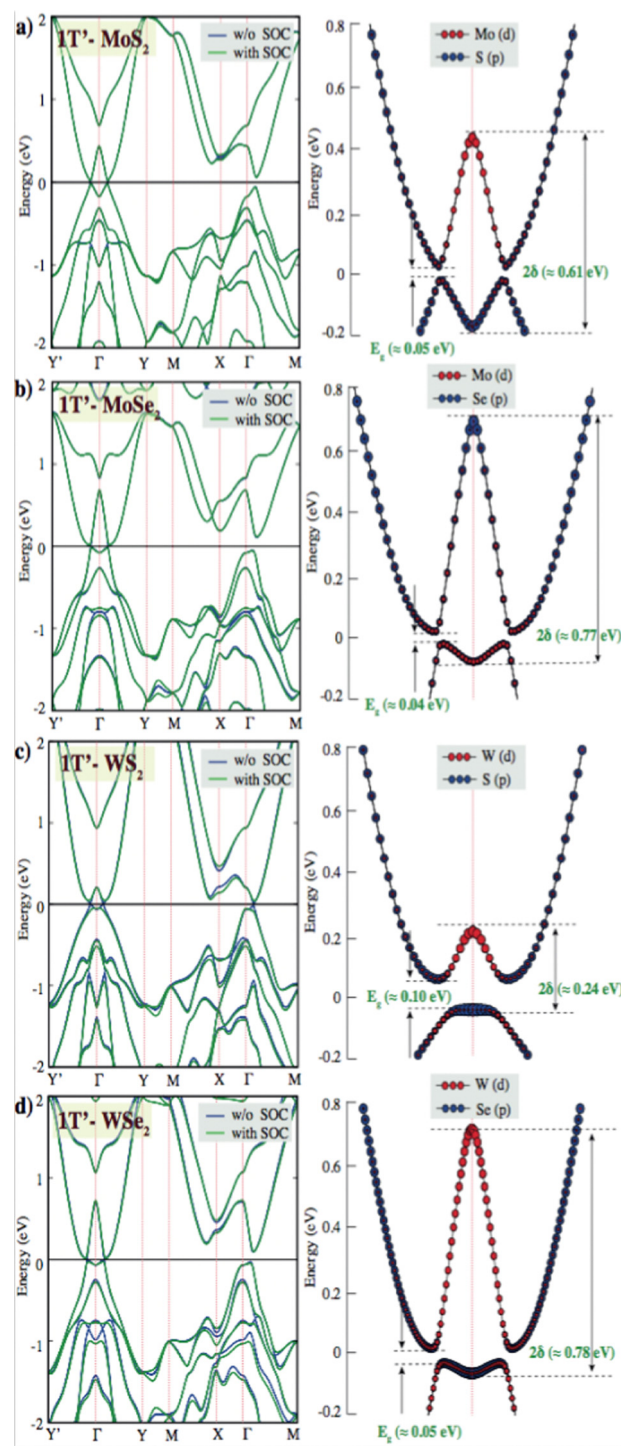 a)
1T’- MoS2
w/o SOC
with SOC
Energy (eV)
2
1
0
-1
-2
Y’ Γ Y M X Γ M
Mo (d)
S (p)
Energy (eV)
0.8
0.6
0.4
0.2
0
-0.2
2δ (≈ 0.61 eV)
Eg (≈ 0.05 eV)
b)
1T’- MoSe2
w/o SOC
with SOC
Energy (eV)
2
1
0
-1
-2
Y’ Γ Y M X Γ M
Mo (d)
Se (p)
Energy (eV)
0.8
0.6
0.4
0.2
0
-0.2
2δ (≈ 0.77 eV)
Eg (≈ 0.04 eV)
c)
1T’- WS2
w/o SOC
with SOC
Energy (eV)
2
1
0
-1
-2
Y’ Γ Y M X Γ M
W (d)
S (p)
Energy (eV)
0.8
0.6
0.4
0.2
0
-0.2
Eg (≈ 0.10 eV)
2δ (≈ 0.24 eV)
d)
1T’- WSe2
w/o SOC
with SOC
Energy (eV)
2
1
0
-1
-2
Y’ Γ Y M X Γ M
W (d)
Se (p)
Energy (eV)
0.8
0.6
0.4
0.2
0
-0.2
2δ (≈ 0.78 eV)
Eg (≈ 0.05 eV)